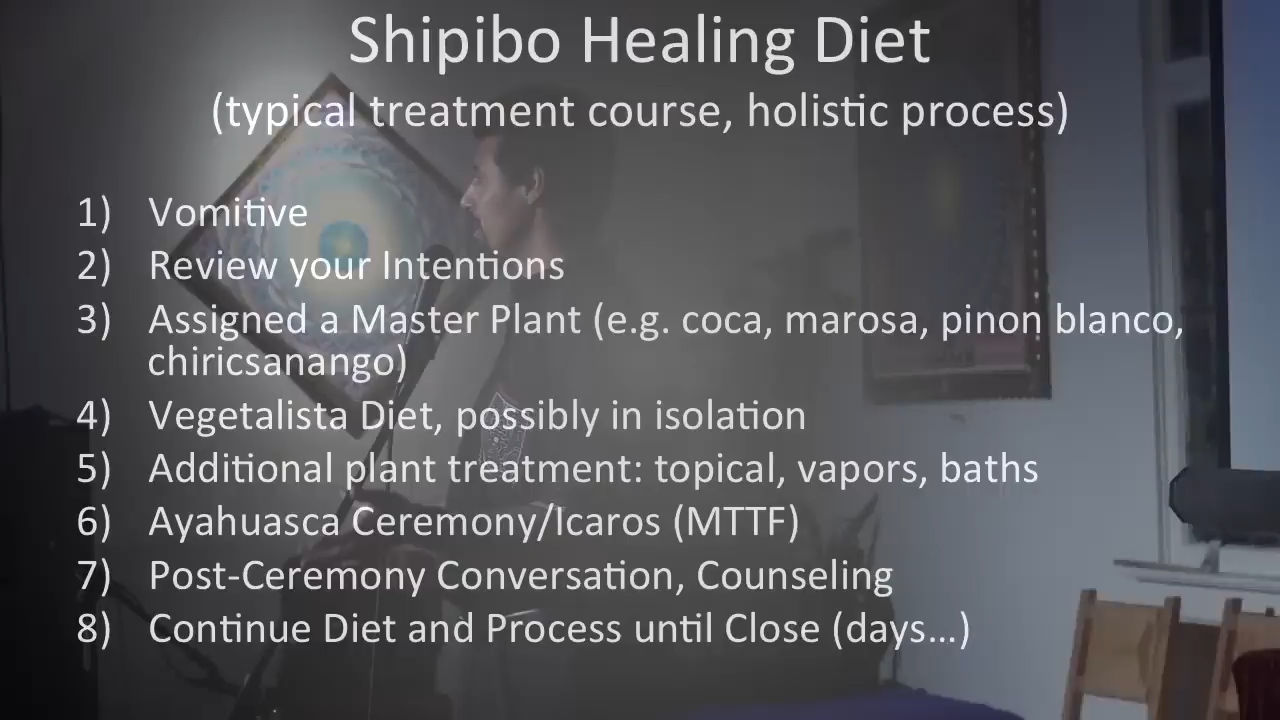 Shipibo Healing Diet
(typical treatment course, holistic process)
1) Vomitive
2) Review your Intentions
3) Assigned a Master Plant (e.g. coca, marosa, pinon blanco,
chiricsanango)
4) Vegetalista Diet, possibly in isolation
5) Additional plant treatment: topical, vapors, baths
6) Ayahuasca Ceremony/Icaros (MTTF)
7) Post-Ceremony Conversation, Counseling
8) Continue Diet and Process until Close (days…)